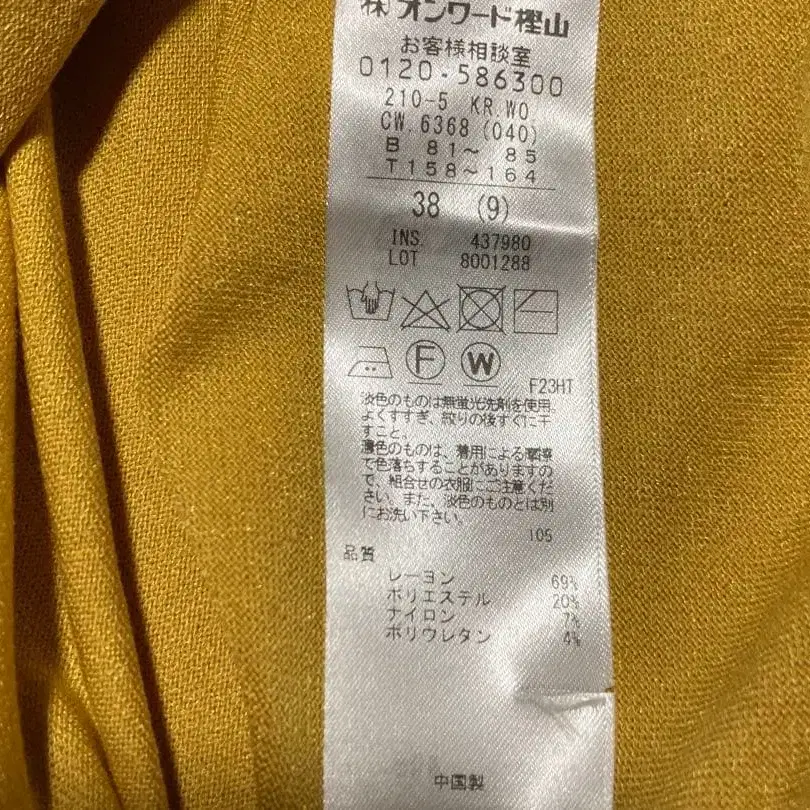 ㈱オンワード樫山
お客様相談室
0120-586300
210-5 KR.WO.
CW.6368 (040)
B 81～ 85
T158～164
38 (9)
INS. 437980
LOT 8001288
F W
F23HT
淡色のものは無蛍光洗剤を使用。
よくすすぎ、絞りの後すぐに干
すこと。
濃色のものは、着用による摩擦
で色落ちすることがありますの
で、組合せの衣服にご注意くだ
さい。また、淡色のものとは別
にお洗い下さい。
105
品質
レーヨン 69%
ポリエステル 20%
ナイロン 7%
ポリウレタン 4%
中国製